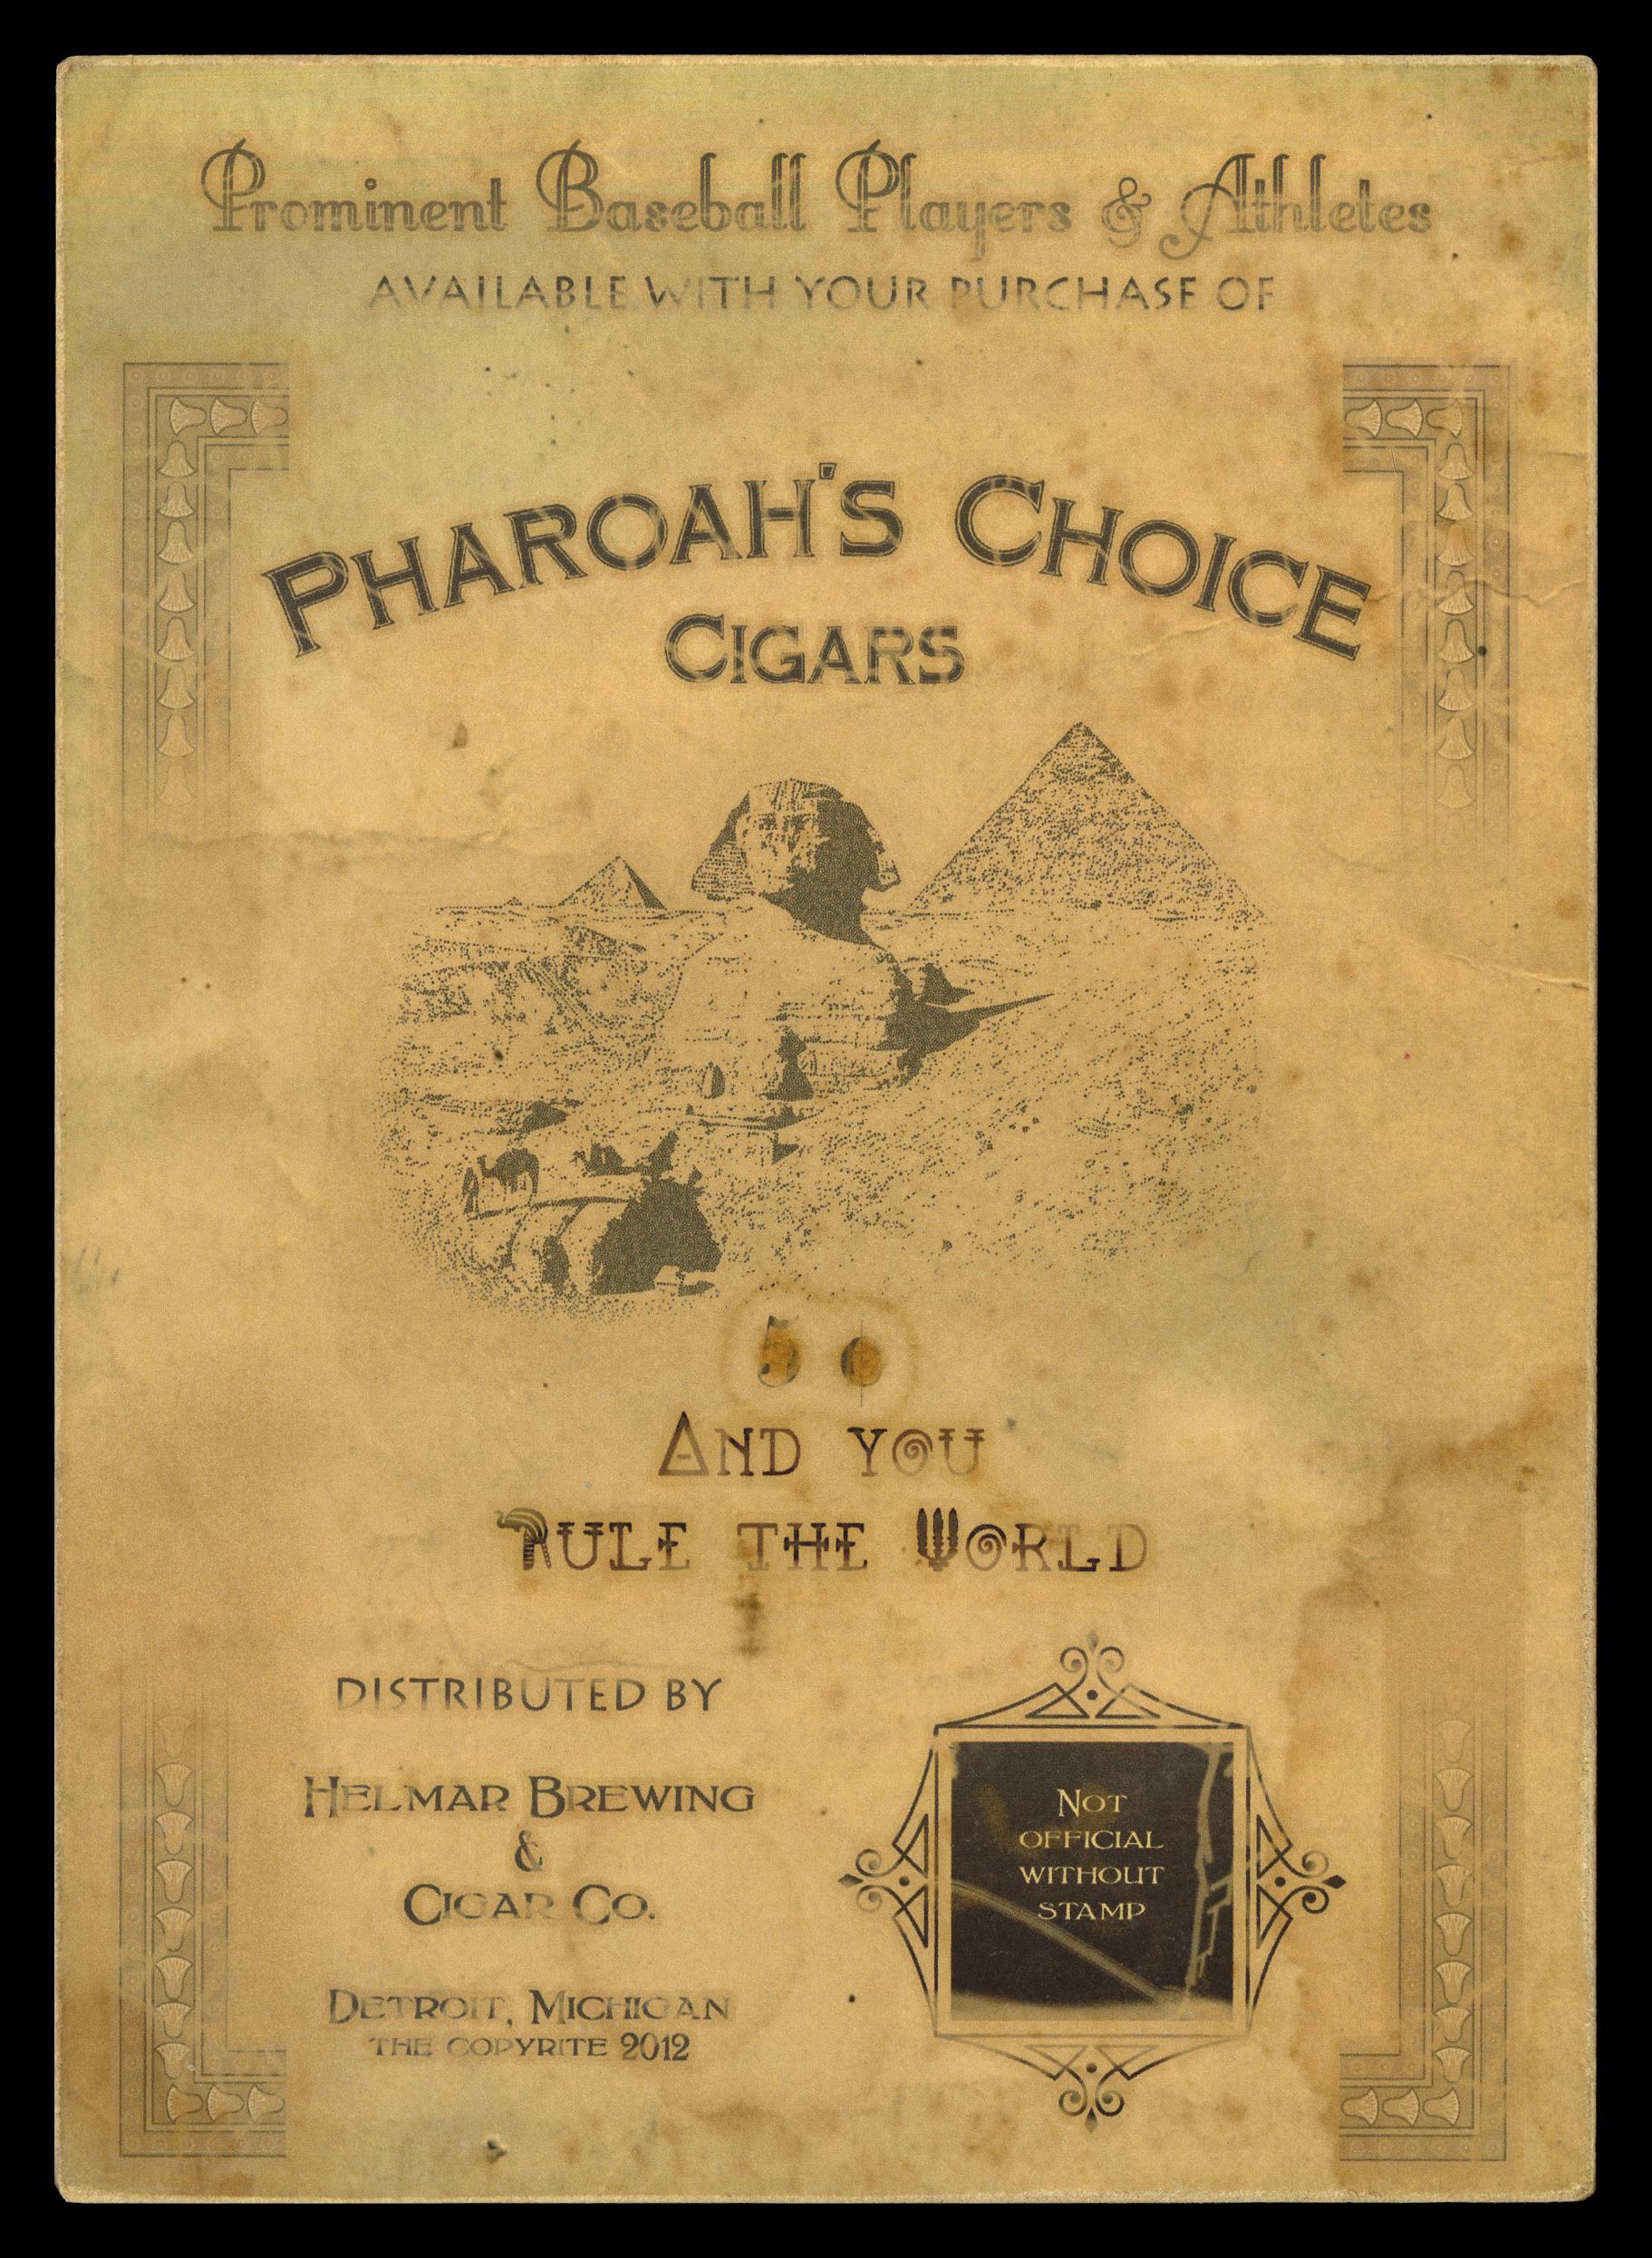 Prominent Baseball Players & Athletes
AVAILABLE WITH YOUR PURCHASE OF
PHAROAH'S CHOICE
CIGARS
5 ¢
AND YOU
RULE THE WORLD
DISTRIBUTED BY
HELMAR BREWING
&
CIGAR CO.
DETROIT, MICHIGAN
THE COPYRITE 2012
NOT
OFFICIAL
WITHOUT
STAMP